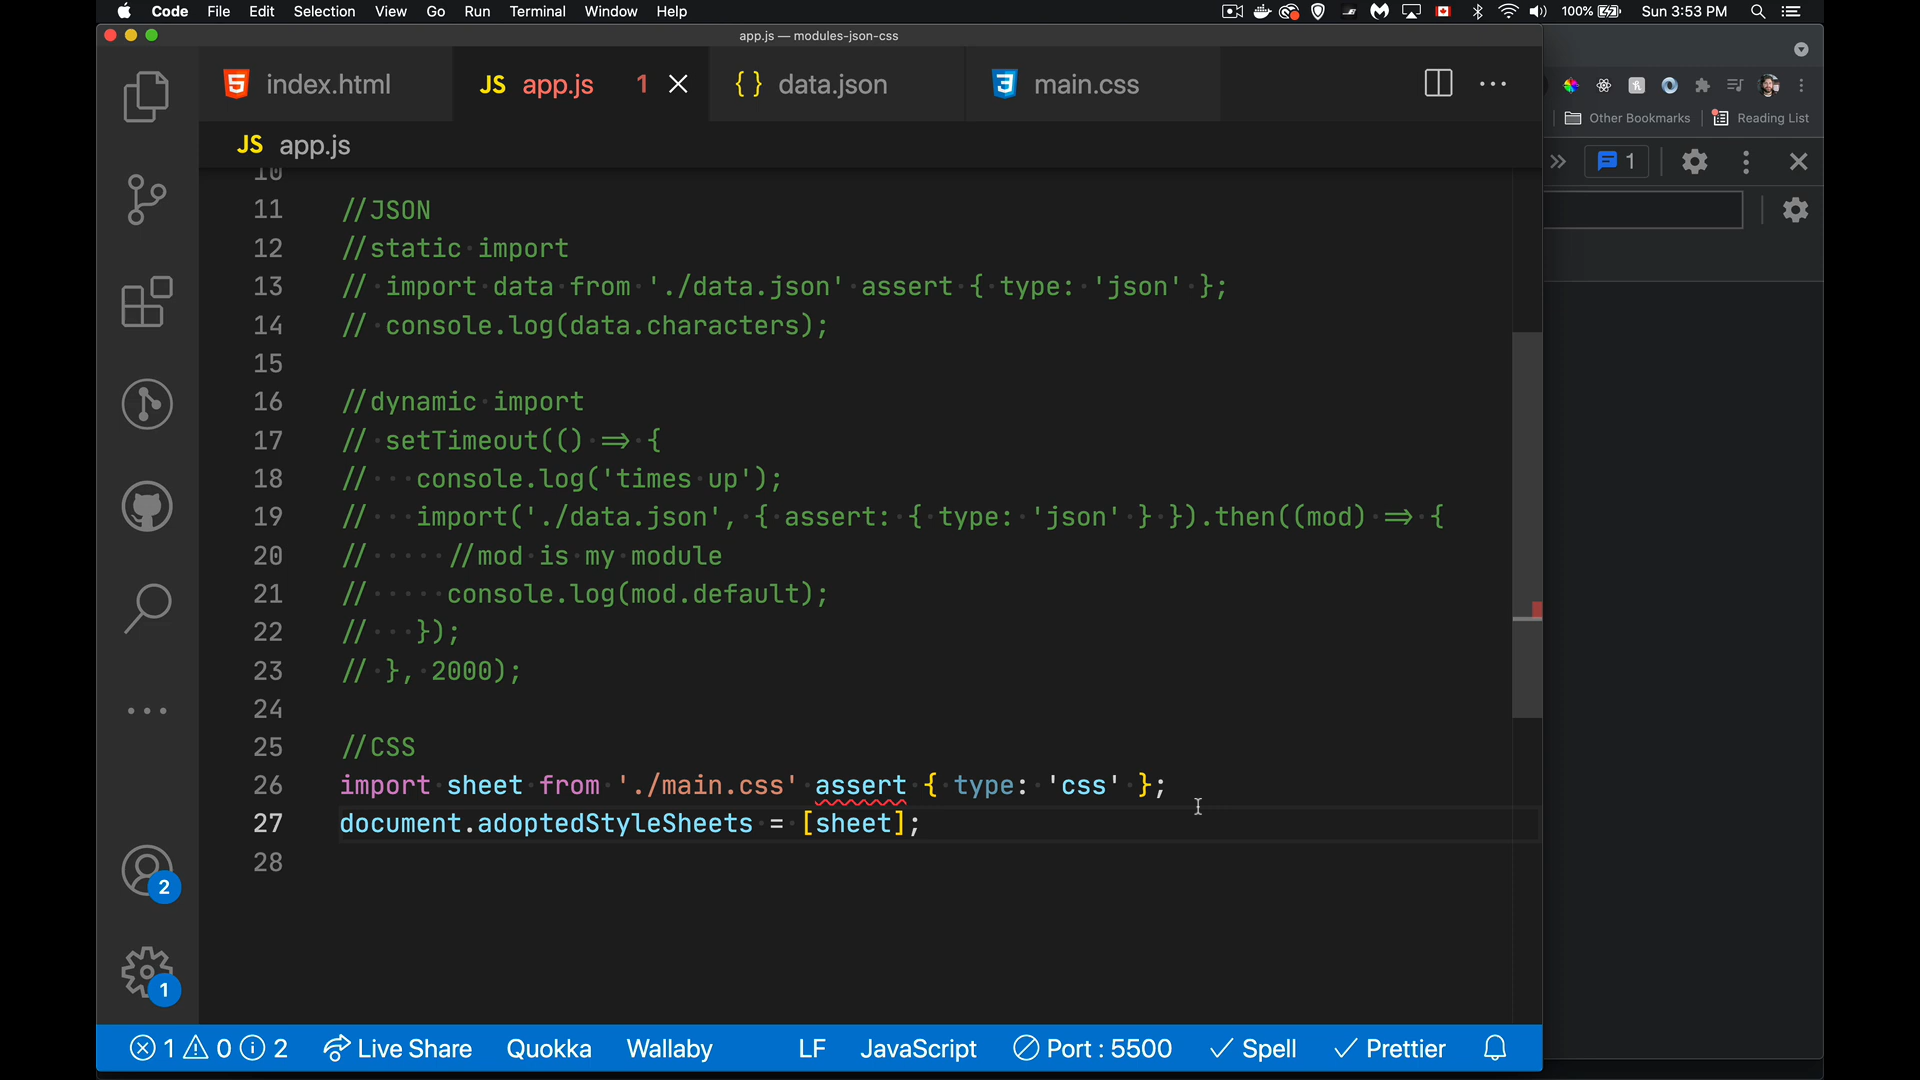 Code File Edit Selection View Go Run Terminal Window Help 100% Sun 3:53 PM
app.js — modules-json-css
index.html JS app.js 1 {} data.json main.css
JS app.js
Other Bookmarks Reading List
1
10
11 //JSON
12 //static import
13 // import data from './data.json' assert { type: 'json' };
14 // console.log(data.characters);
15
16 //dynamic import
17 // setTimeout(() => {
18 // console.log('times up');
19 // import('./data.json', { assert: { type: 'json' } }).then((mod) => {
20 // //mod is my module
21 // console.log(mod.default);
22 // });
23 // }, 2000);
24
25 //CSS
26 import sheet from './main.css' assert { type: 'css' };
27 document.adoptedStyleSheets = [sheet];
28
2
1
1 0 2 Live Share Quokka Wallaby LF JavaScript Port : 5500 Spell Prettier